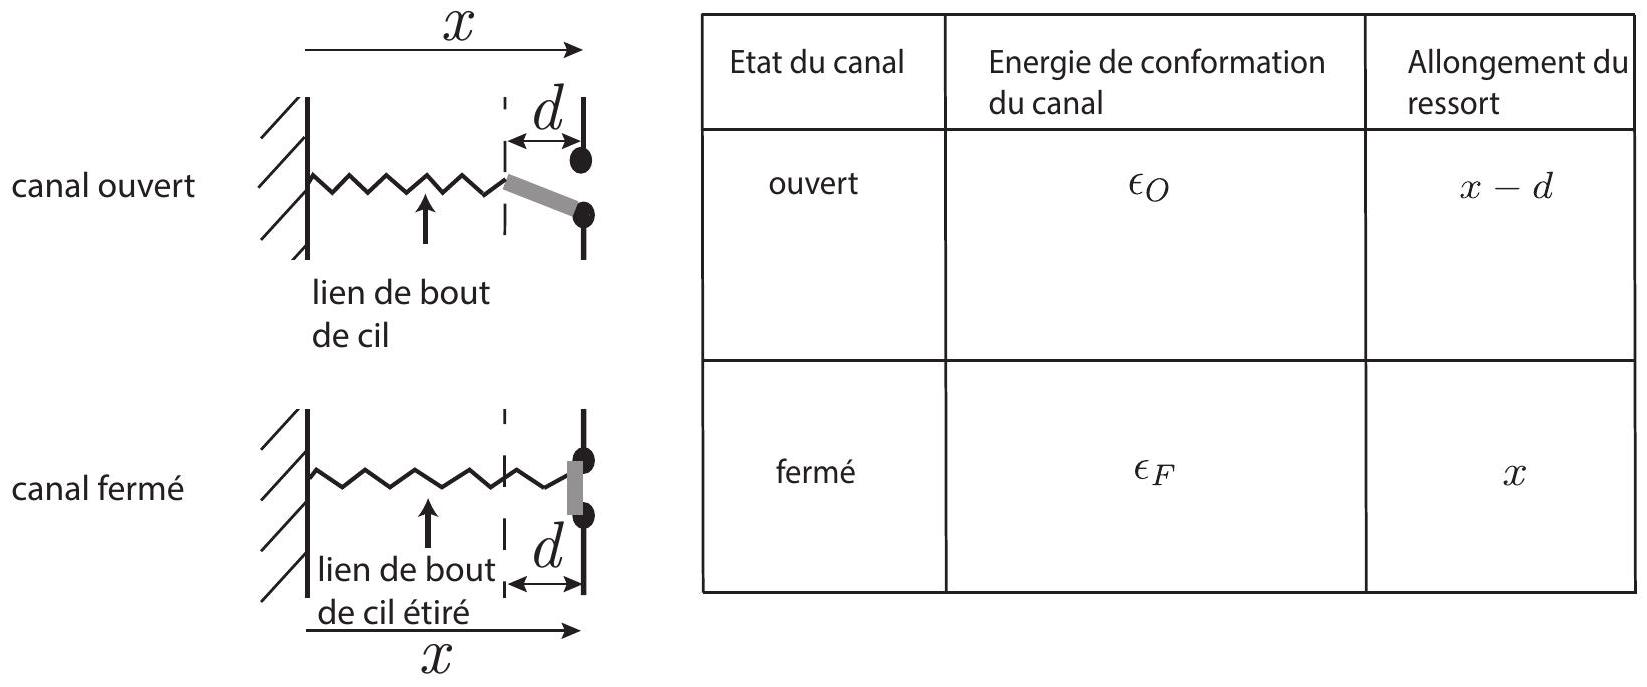 x
d
canal ouvert
lien de bout
de cil
canal fermé
d
lien de bout
de cil étiré
x
Etat du canal
Energie de conformation
du canal
Allongement du
ressort
ouvert
ϵ_O
x − d
fermé
ϵ_F
x